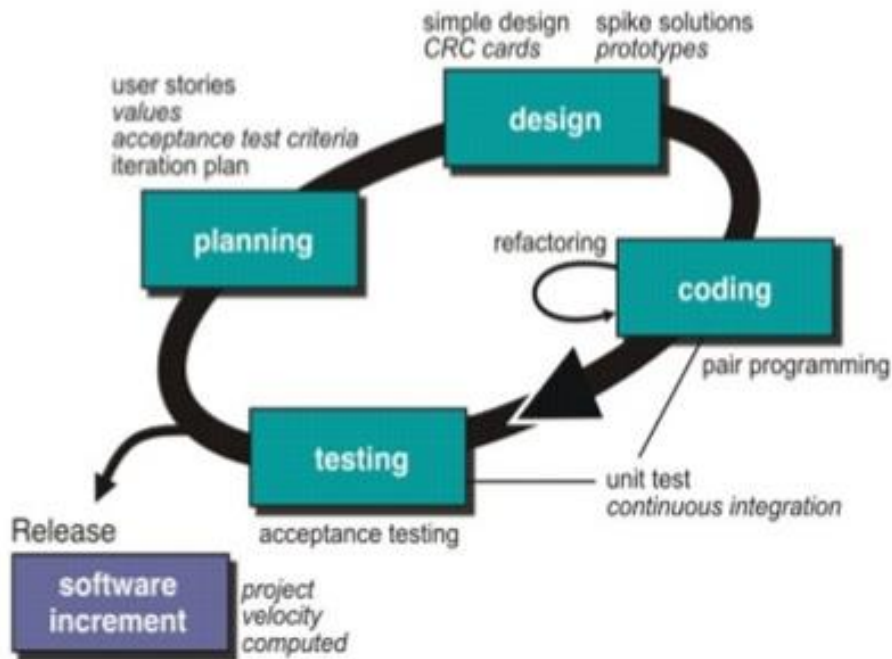 simple design
CRC cards
spike solutions
prototypes
user stories
values
acceptance test criteria
iteration plan
design
planning
refactoring
coding
pair programming
testing
unit test
continuous integration
acceptance testing
Release
software
increment
project
velocity
computed